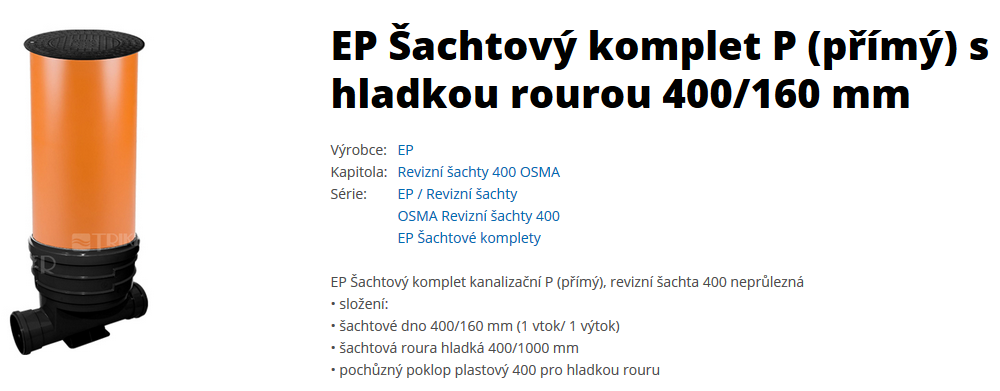 EP Šachtový komplet P (přímý) s
hladkou rourou 400/160 mm
Výrobce: EP
Kapitola: Revizní šachty 400 OSMA
Série: EP / Revizní šachty
OSMA Revizní šachty 400
EP Šachtové komplety
EP Šachtový komplet kanalizační P (přímý), revizní šachta 400 neprůlezná
• složení:
• šachtové dno 400/160 mm (1 vtok/ 1 výtok)
• šachtová roura hladká 400/1000 mm
• pochůzný poklop plastový 400 pro hladkou rouru